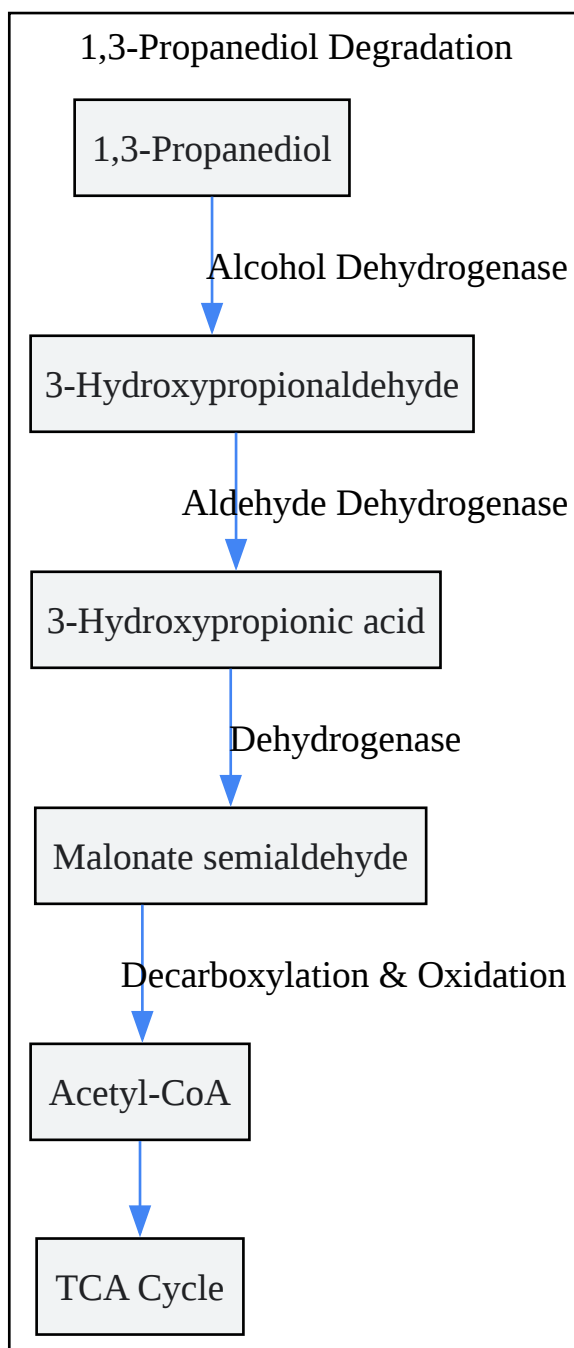 1,3-Propanediol Degradation
1,3-Propanediol
Alcohol Dehydrogenase
3-Hydroxypropionaldehyde
Aldehyde Dehydrogenase
3-Hydroxypropionic acid
Dehydrogenase
Malonate semialdehyde
Decarboxylation & Oxidation
Acetyl-CoA
TCA Cycle